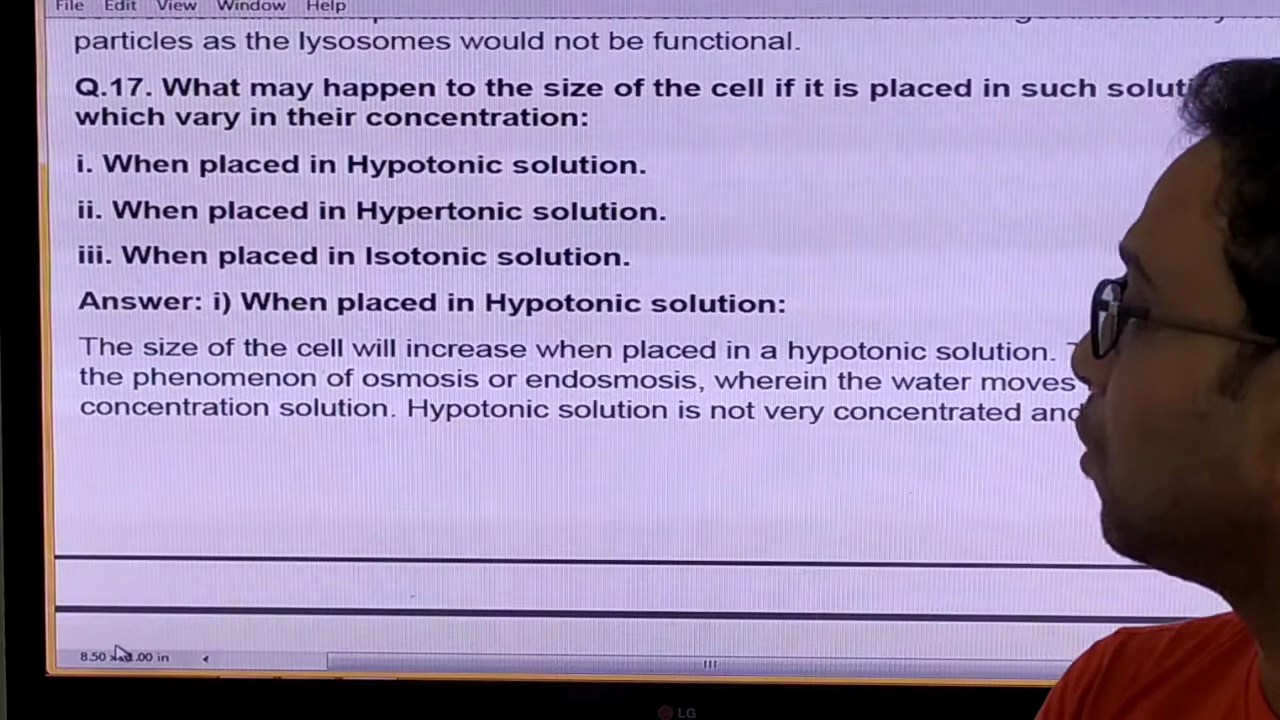 File Edit View Window Help
particles as the lysosomes would not be functional.
Q.17. What may happen to the size of the cell if it is placed in such
which vary in their concentration:
i. When placed in Hypotonic solution.
ii. When placed in Hypertonic solution.
iii. When placed in Isotonic solution.
Answer: i) When placed in Hypotonic solution:
The size of the cell will increase when placed in a hypotonic solution.
the phenomenon of osmosis or endosmosis, wherein the water moves
concentration solution. Hypotonic solution is not very concentrated and
in
LG